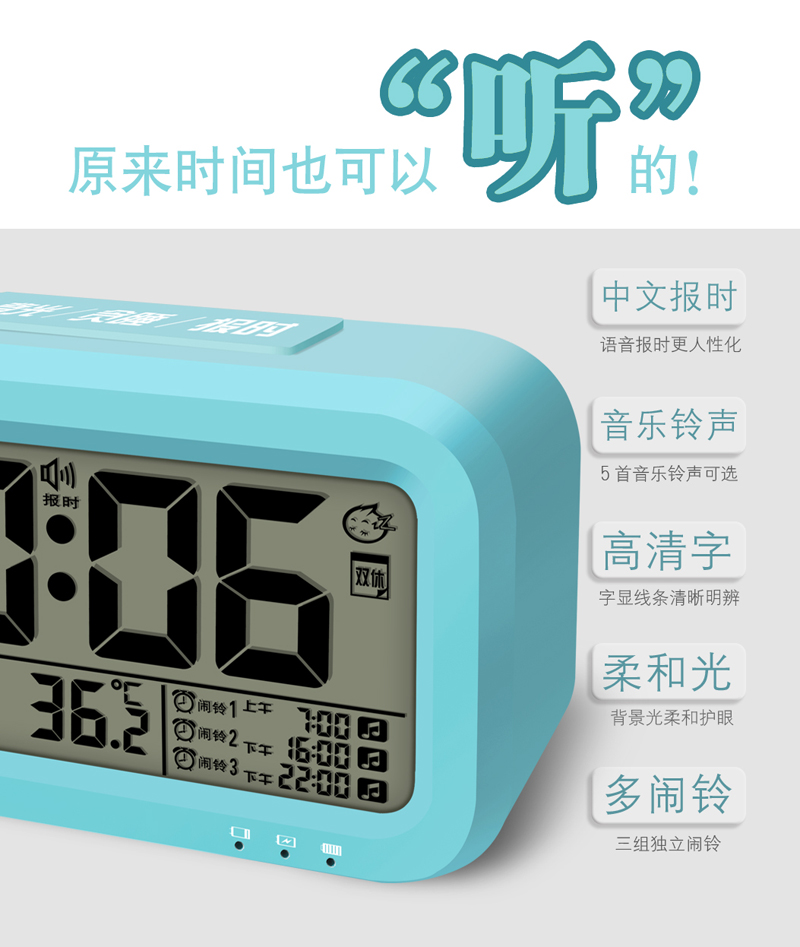 原来时间也可以“听”的!
中文报时
语音报时更人性化
报时
音乐铃声
5首音乐铃声可选
报时
:06
双休
高清字
字显线条清晰明辨
柔和光
背景光柔和护眼
36.2℃
闹铃1 上午 7:00
闹铃2 下午 16:00
闹铃3 下午 22:00
多闹铃
三组独立闹铃